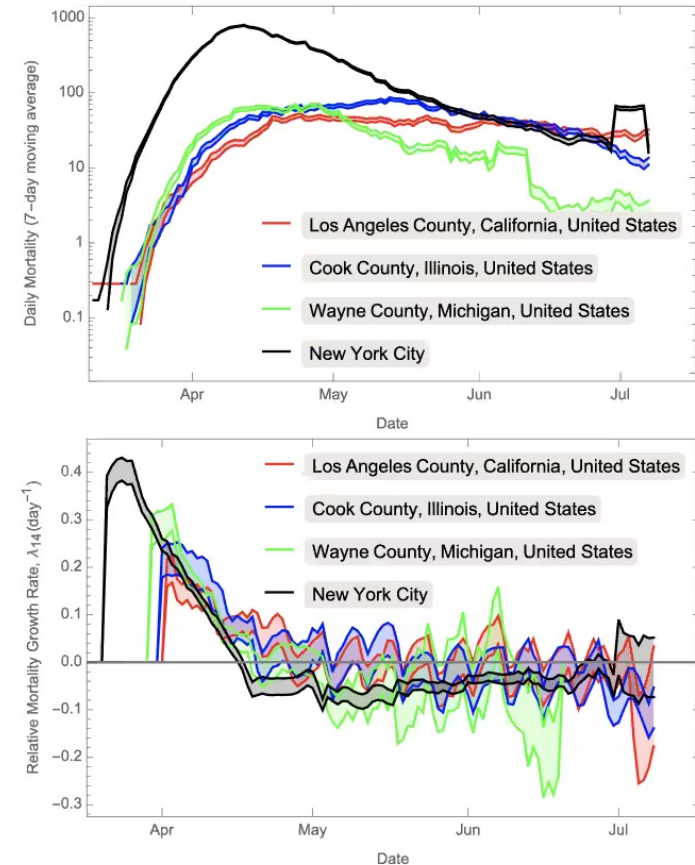 Daily Mortality (7-day moving average)
1000
100
10
1
0.1
Los Angeles County, California, United States
Cook County, Illinois, United States
Wayne County, Michigan, United States
New York City
Apr May Jun Jul
Date
Relative Mortality Growth Rate, λ14(day⁻¹)
0.4
0.3
0.2
0.1
0.0
-0.1
-0.2
-0.3
Los Angeles County, California, United States
Cook County, Illinois, United States
Wayne County, Michigan, United States
New York City
Apr May Jun Jul
Date